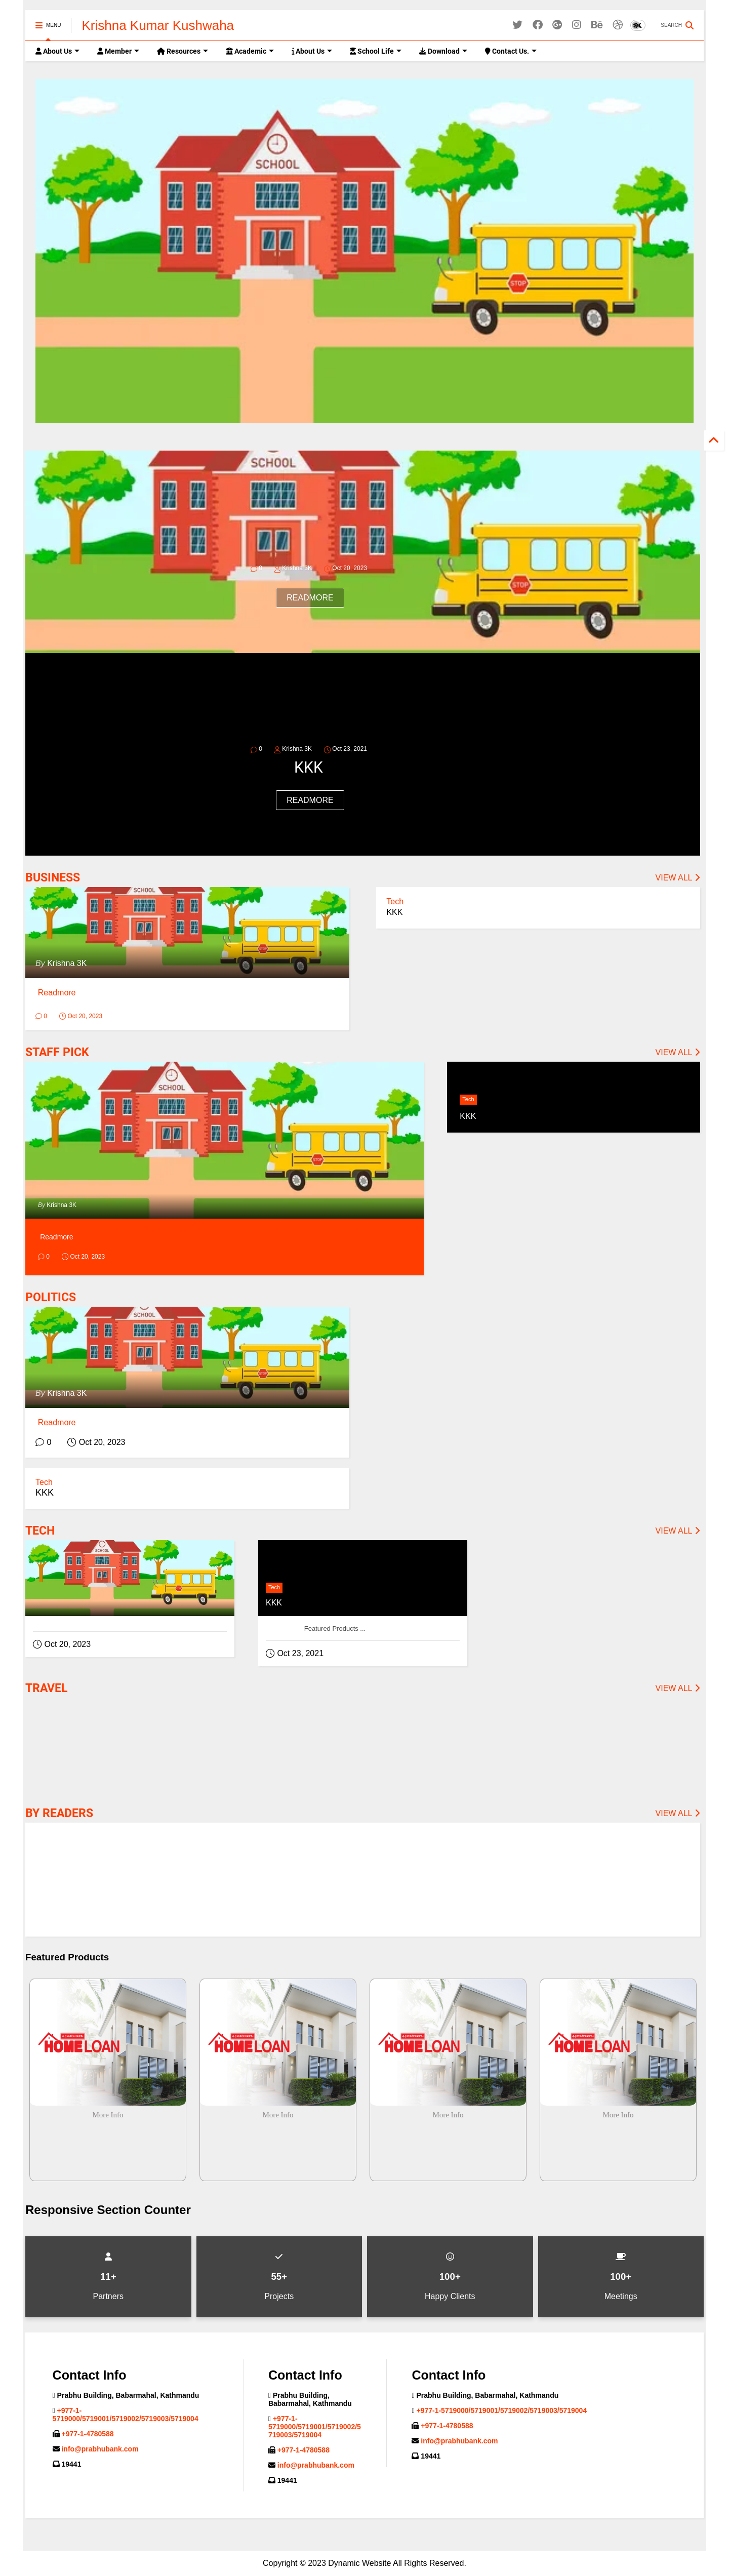 MENU Krishna Kumar Kushwaha SEARCH
About Us Member Resources Academic About Us School Life Download Contact Us.
SCHOOL
STOP
SCHOOL
STOP
Oct 20, 2023
READMORE
0 Krishna 3K Oct 23, 2021
KKK
READMORE
BUSINESS VIEW ALL
SCHOOL
STOP
By Krishna 3K
Readmore
0 Oct 20, 2023
Tech
KKK
STAFF PICK VIEW ALL
SCHOOL
STOP
By Krishna 3K
Readmore
0 Oct 20, 2023
Tech
KKK
POLITICS
SCHOOL
STOP
By Krishna 3K
Readmore
0 Oct 20, 2023
Tech
KKK
TECH VIEW ALL
Oct 20, 2023
Tech
KKK
Featured Products ...
Oct 23, 2021
TRAVEL VIEW ALL
BY READERS VIEW ALL
Featured Products
HOME LOAN
More Info
HOME LOAN
More Info
HOME LOAN
More Info
HOME LOAN
More Info
Responsive Section Counter
11+
Partners
55+
Projects
100+
Happy Clients
100+
Meetings
Contact Info
Prabhu Building, Babarmahal, Kathmandu
+977-1-
5719000/5719001/5719002/5719003/5719004
+977-1-4780588
info@prabhubank.com
19441
Contact Info
Prabhu Building,
Babarmahal, Kathmandu
+977-1-
5719000/5719001/5719002/5
719003/5719004
+977-1-4780588
info@prabhubank.com
19441
Contact Info
Prabhu Building, Babarmahal, Kathmandu
+977-1-5719000/5719001/5719002/5719003/5719004
+977-1-4780588
info@prabhubank.com
19441
Copyright © 2023 Dynamic Website All Rights Reserved.